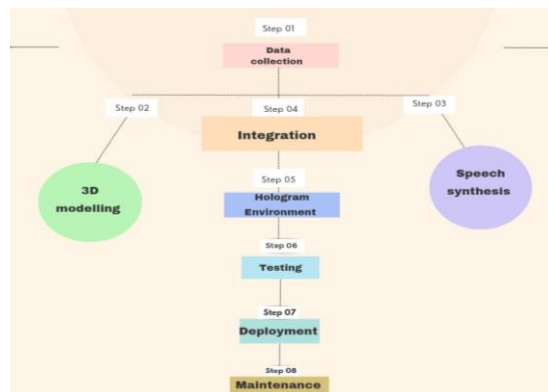 Step 01
Data
collection
Step 02
Step 04
Step 03
Integration
3D
modelling
Speech
synthesis
Step 05
Hologram
Environment
Step 06
Testing
Step 07
Deployment
Step 08
Maintenance